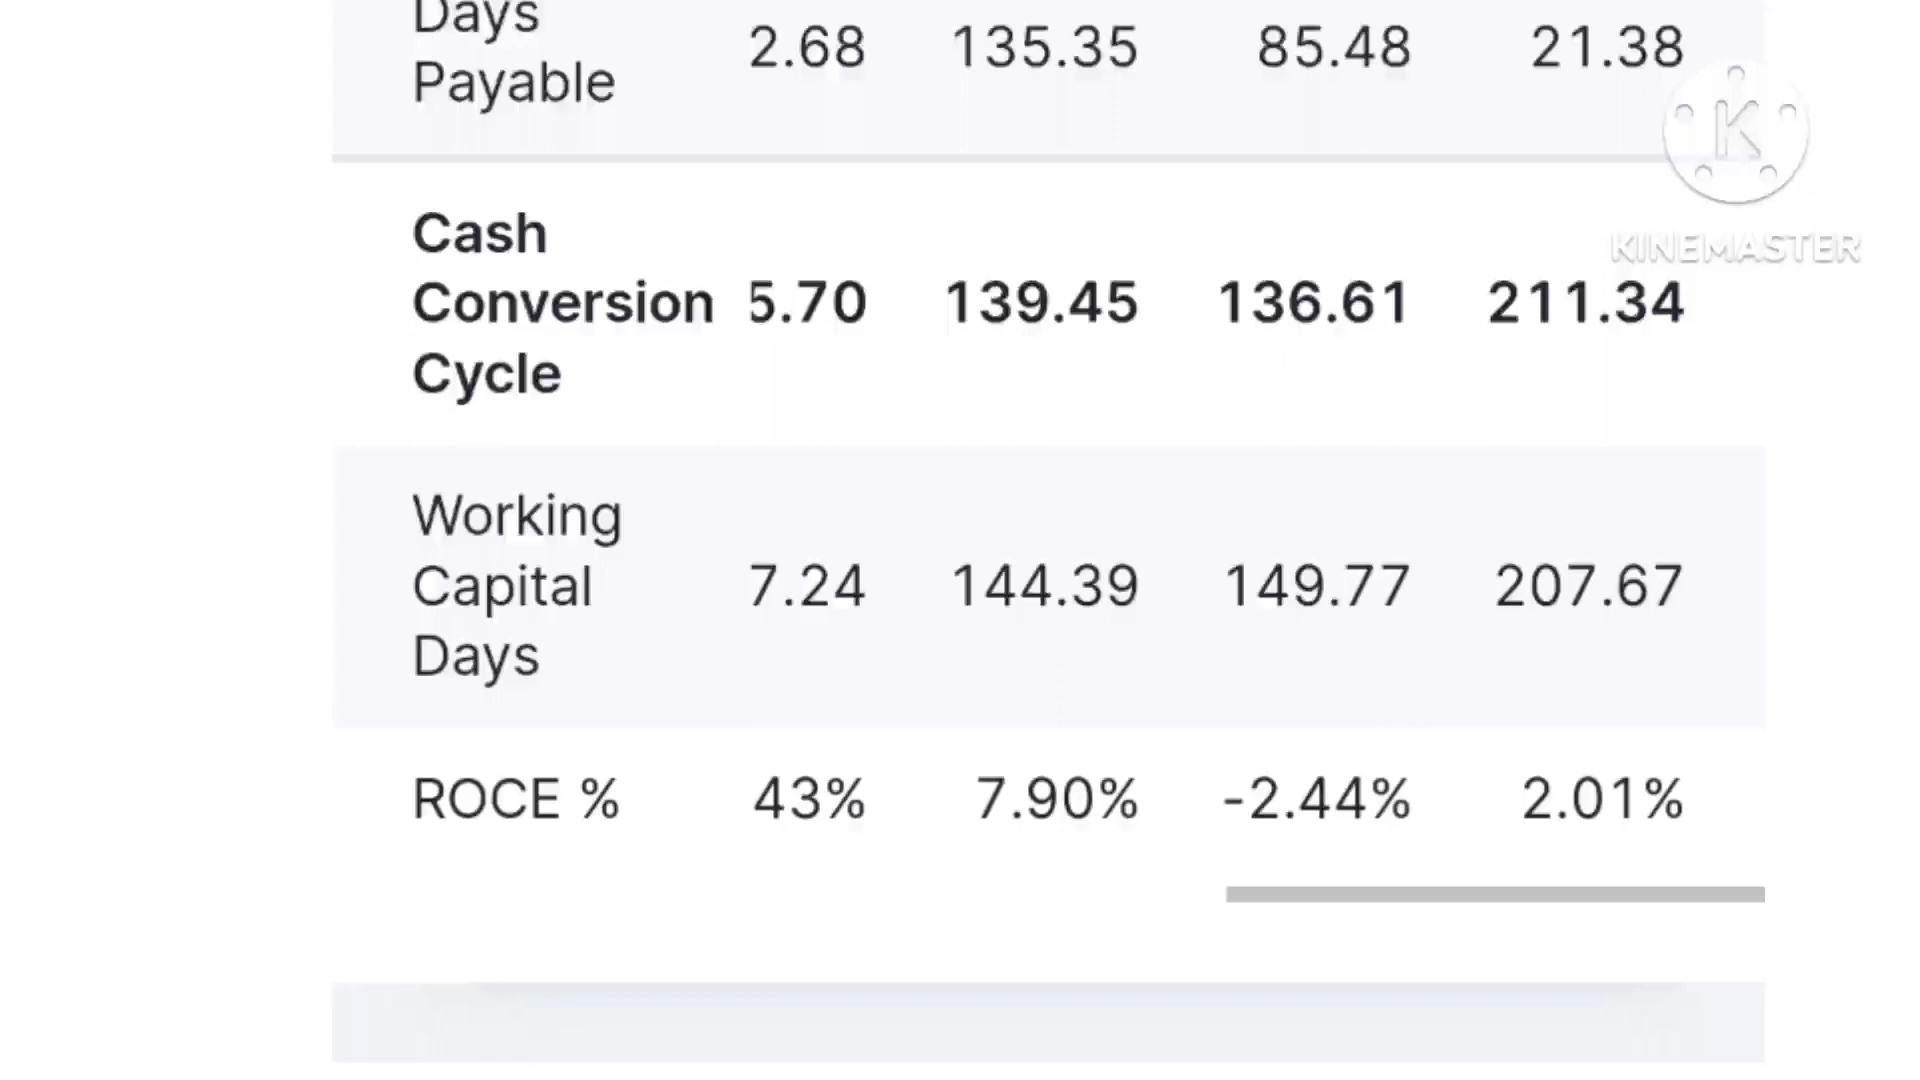 Days
Payable 2.68 135.35 85.48 21.38
K
KINEMASTER
Cash
Conversion 5.70 139.45 136.61 211.34
Cycle
Working
Capital 7.24 144.39 149.77 207.67
Days
ROCE % 43% 7.90% -2.44% 2.01%